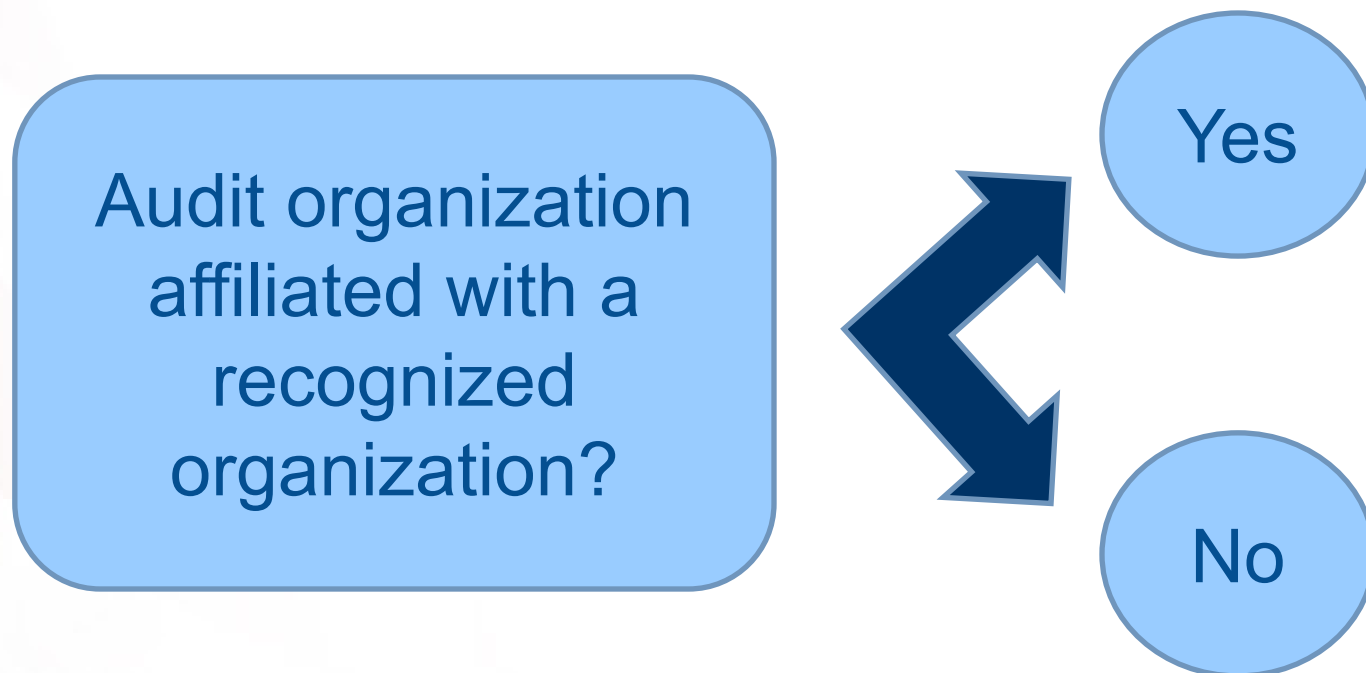 Audit organization
affiliated with a
recognized
organization?
Yes
No